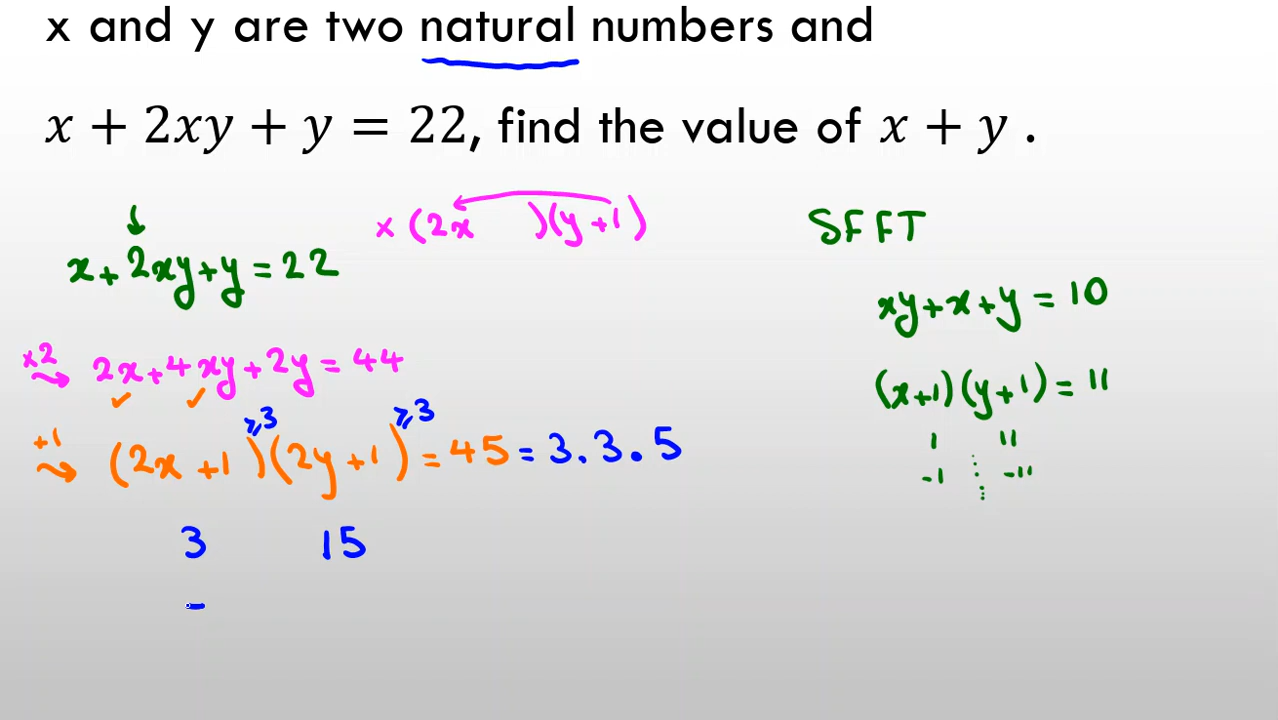 x and y are two natural numbers and
x + 2xy + y = 22, find the value of x + y .
x (2x )(y+1)
SFFT
x+2xy+y=22
xy+x+y=10
x2 2x+4xy+2y=44
(x+1)(y+1)=11
≥3 ≥3
1 11
+1 (2x+1)(2y+1)=45=3.3.5
-1 -11
3 15